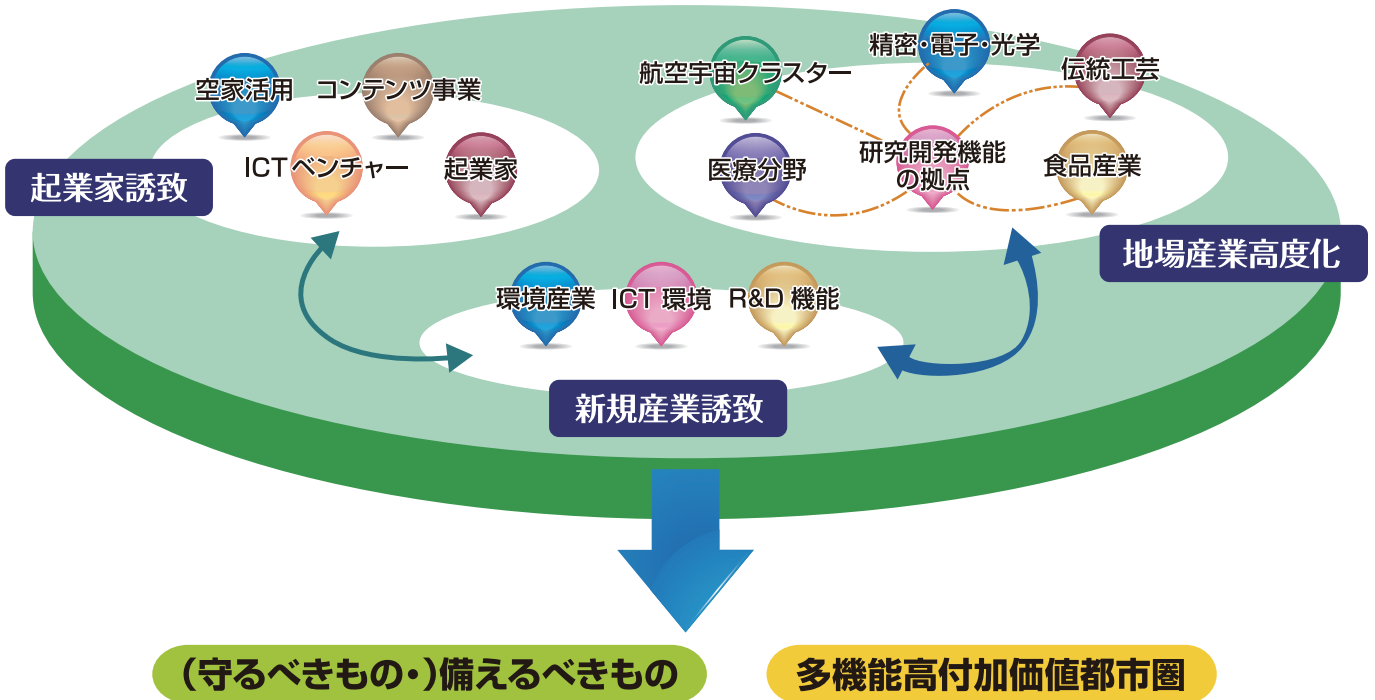 空家活用
コンテンツ事業
ICTベンチャー
起業家
起業家誘致
航空宇宙クラスター
精密・電子・光学
伝統工芸
医療分野
研究開発機能
の拠点
食品産業
地場産業高度化
環境産業
ICT 環境
R&D 機能
新規産業誘致
(守るべきもの・)備えるべきもの
多機能高付加価値都市圏